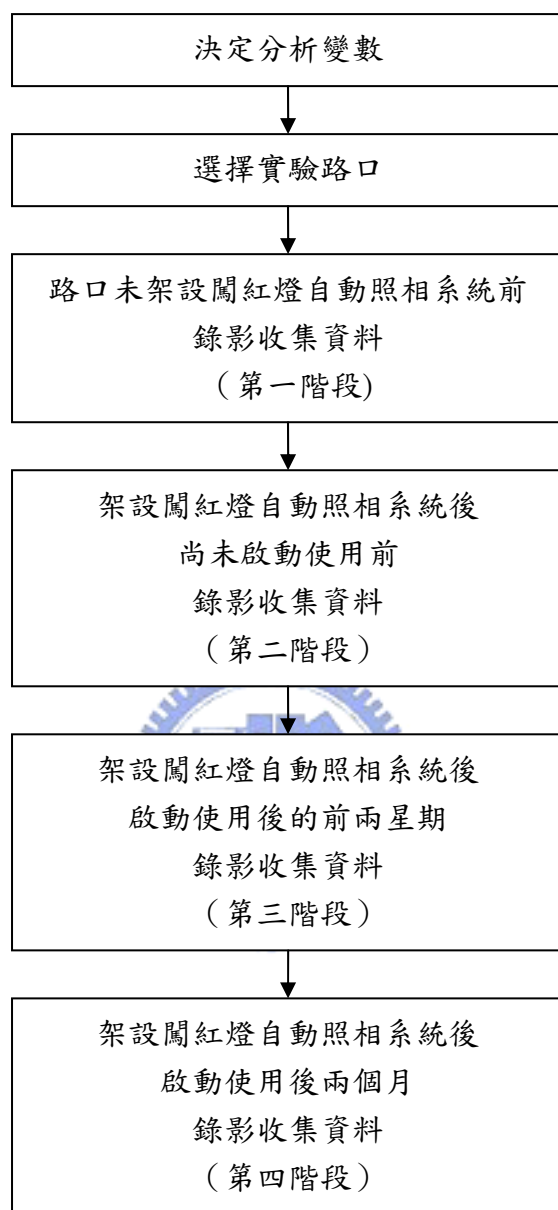 決定分析變數
選擇實驗路口
路口未架設闖紅燈自動照相系統前
錄影收集資料
（第一階段)
架設闖紅燈自動照相系統後
尚未啟動使用前
錄影收集資料
（第二階段）
架設闖紅燈自動照相系統後
啟動使用後的前兩星期
錄影收集資料
（第三階段）
架設闖紅燈自動照相系統後
啟動使用後兩個月
錄影收集資料
（第四階段）